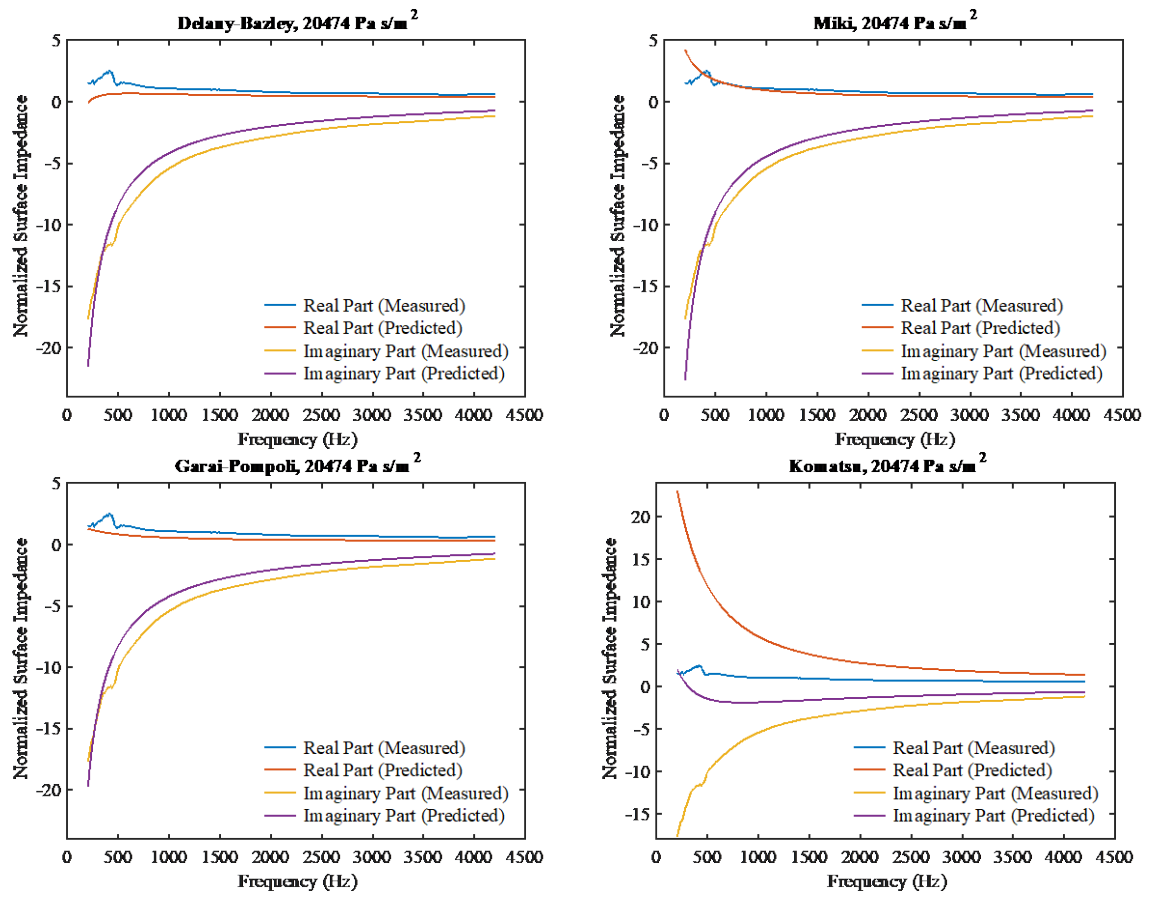 Delany-Bazley, 20474 Pa s/m²
5
0
-5
-10
-15
-20
Normalized Surface Impedance
Real Part (Measured)
Real Part (Predicted)
Imaginary Part (Measured)
Imaginary Part (Predicted)
0 500 1000 1500 2000 2500 3000 3500 4000 4500
Frequency (Hz)
Miki, 20474 Pa s/m²
5
0
-5
-10
-15
-20
Normalized Surface Impedance
Real Part (Measured)
Real Part (Predicted)
Imaginary Part (Measured)
Imaginary Part (Predicted)
0 500 1000 1500 2000 2500 3000 3500 4000 4500
Frequency (Hz)
Garai-Pompoli, 20474 Pa s/m²
5
0
-5
-10
-15
-20
Normalized Surface Impedance
Real Part (Measured)
Real Part (Predicted)
Imaginary Part (Measured)
Imaginary Part (Predicted)
0 500 1000 1500 2000 2500 3000 3500 4000 4500
Frequency (Hz)
Komatsu, 20474 Pa s/m²
20
15
10
5
0
-5
-10
-15
Normalized Surface Impedance
Real Part (Measured)
Real Part (Predicted)
Imaginary Part (Measured)
Imaginary Part (Predicted)
0 500 1000 1500 2000 2500 3000 3500 4000 4500
Frequency (Hz)